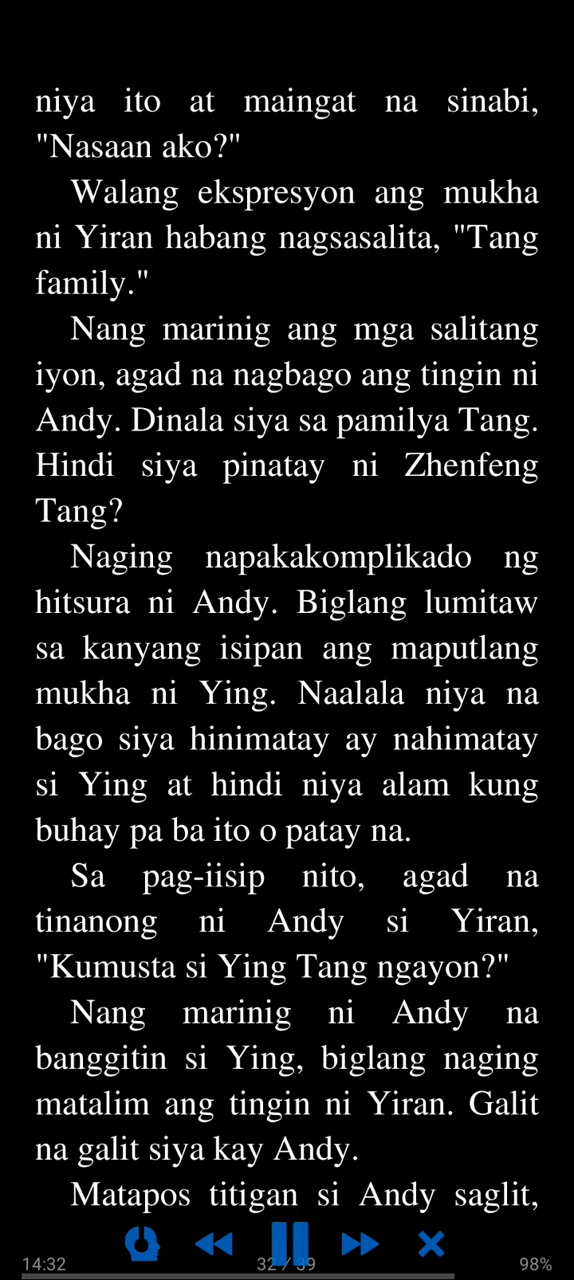 niya ito at maingat na sinabi,
"Nasaan ako?"
Walang ekspresyon ang mukha
ni Yiran habang nagsasalita, "Tang
family."
Nang marinig ang mga salitang
iyon, agad na nagbago ang tingin ni
Andy. Dinala siya sa pamilya Tang.
Hindi siya pinatay ni Zhenfeng
Tang?
Naging napakakomplikado ng
hitsura ni Andy. Biglang lumitaw
sa kanyang isipan ang maputlang
mukha ni Ying. Naalala niya na
bago siya hinimatay ay nahimatay
si Ying at hindi niya alam kung
buhay pa ba ito o patay na.
Sa pag-iisip nito, agad na
tinanong ni Andy si Yiran,
"Kumusta si Ying Tang ngayon?"
Nang marinig ni Andy na
banggitin si Ying, biglang naging
matalim ang tingin ni Yiran. Galit
na galit siya kay Andy.
Matapos titigan si Andy saglit,
14:32 32 / 39 98%